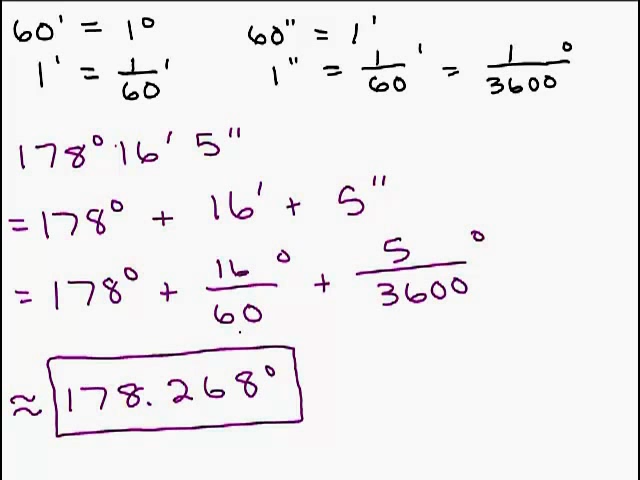 60' = 1° 60'' = 1'
1' = 1/60' 1'' = 1/60' = 1/3600°
178° 16' 5''
= 178° + 16' + 5''
= 178° + 16/60° + 5/3600°
≈ 178.268°